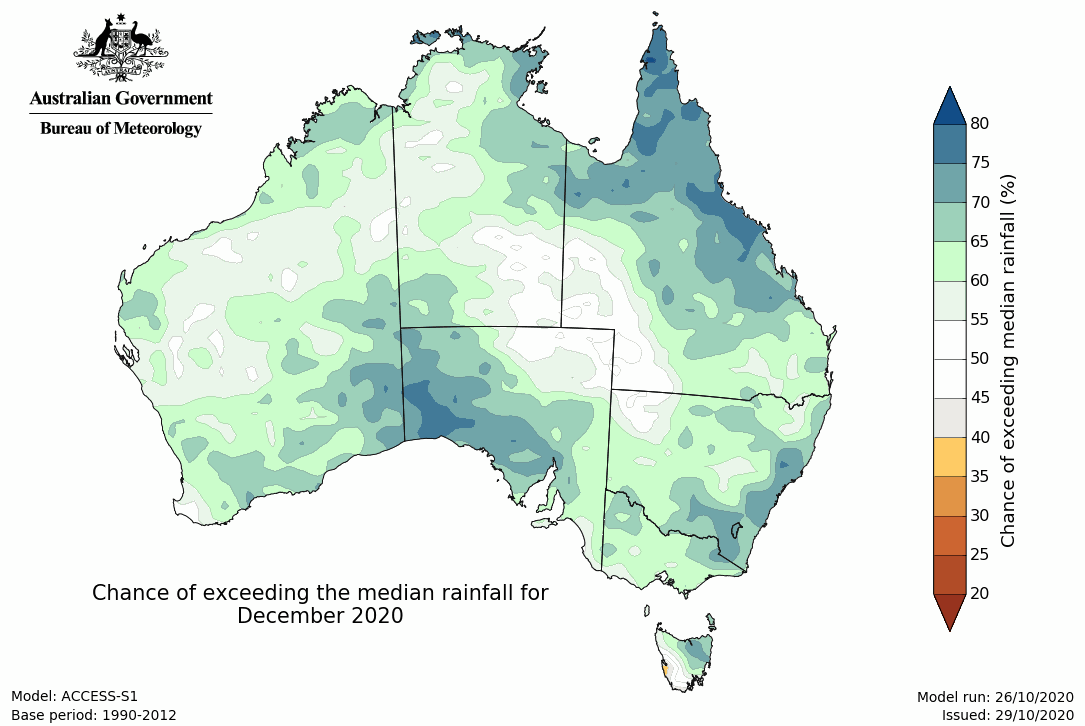 Australian Government
Bureau of Meteorology
80
75
70
65
60
55
50
45
40
35
30
25
20
Chance of exceeding median rainfall (%)
Chance of exceeding the median rainfall for
December 2020
Model: ACCESS-S1
Base period: 1990-2012
Model run: 26/10/2020
Issued: 29/10/2020